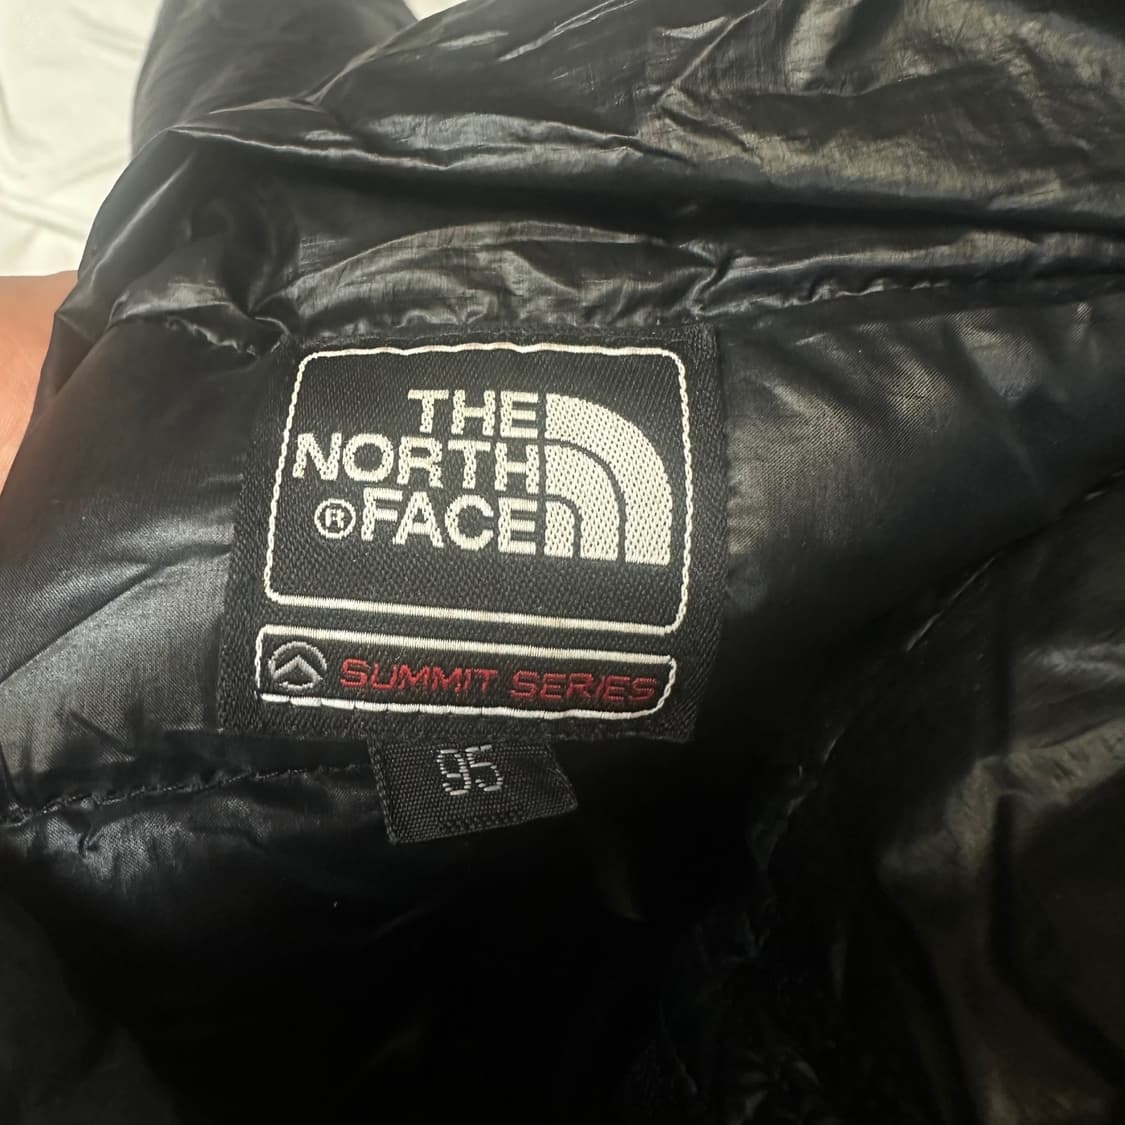 THE
NORTH
®FACE
SUMMIT SERIES
95